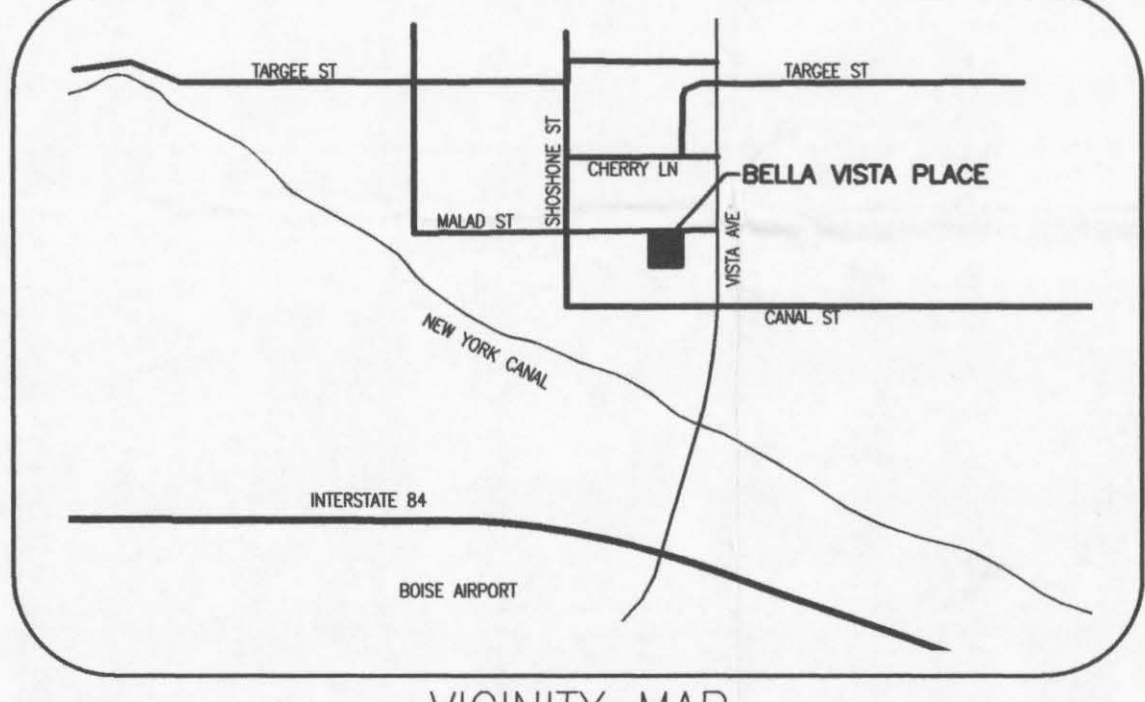 TARGEE ST
TARGEE ST
SHOSHONE ST
CHERRY LN
BELLA VISTA PLACE
MALAD ST
VISTA AVE
CANAL ST
NEW YORK CANAL
INTERSTATE 84
BOISE AIRPORT
VICINITY MAP